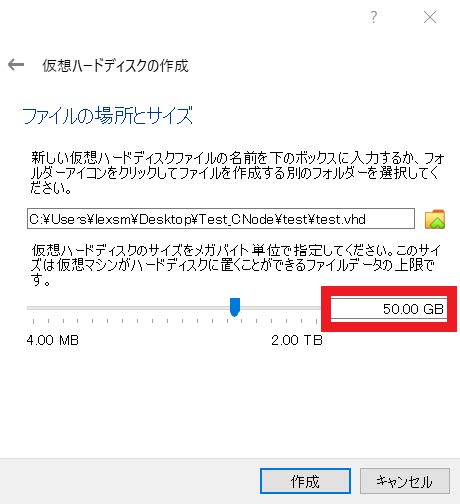 ?
仮想ハードディスクの作成
ファイルの場所とサイズ
新しい仮想ハードディスクファイルの名前を下のボックスに入力するか、フォ
ルダーアイコンをクリックしてファイルを作成する別のフォルダーを選択してく
ださい。
C:¥Users¥lexsm¥Desktop¥Test_CNode¥test¥test.vhd
仮想ハードディスクのサイズをメガバイト単位で指定してください。このサイ
ズは仮想マシンがハードディスクに置くことができるファイルデータの上限で
す。
50.00 GB
4.00 MB 2.00 TB
作成 キャンセル